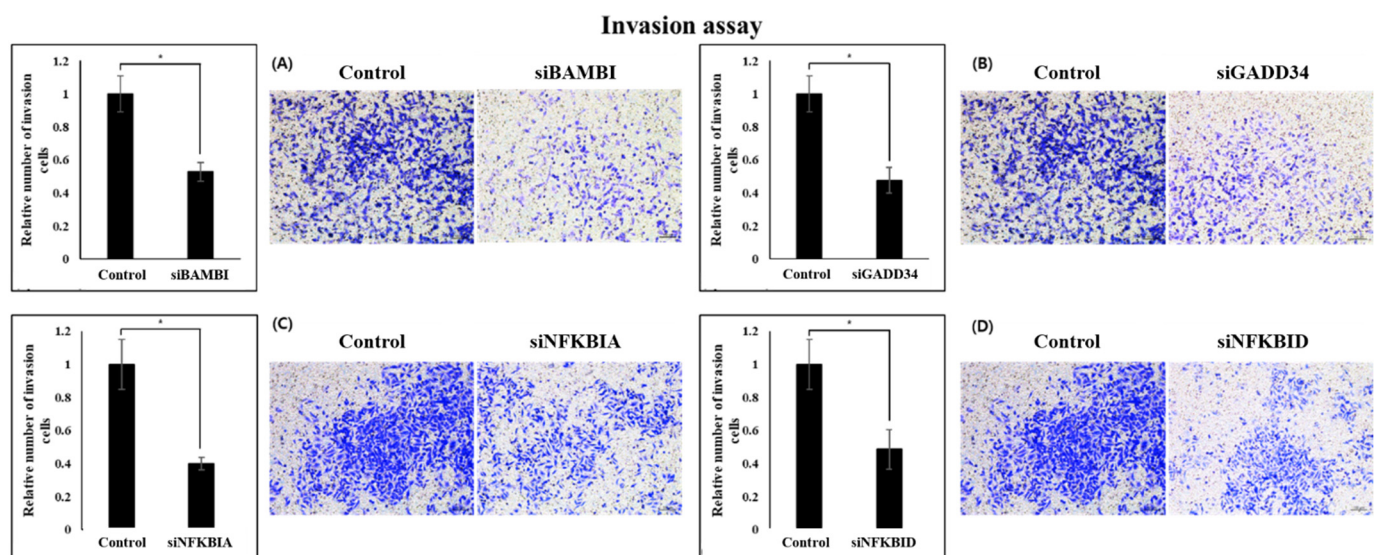 Invasion assay
1.2
1
0.8
0.6
0.4
0.2
0
Relative number of invasion
cells
*
Control siBAMBI
(A)
Control siBAMBI
1.2
1
0.8
0.6
0.4
0.2
0
Relative number of invasion
cells
*
Control siGADD34
(B)
Control siGADD34
1.2
1
0.8
0.6
0.4
0.2
0
Relative number of invasion
cells
*
Control siNFKBIA
(C)
Control siNFKBIA
1.2
1
0.8
0.6
0.4
0.2
0
Relative number of invasion
cells
*
Control siNFKBID
(D)
Control siNFKBID